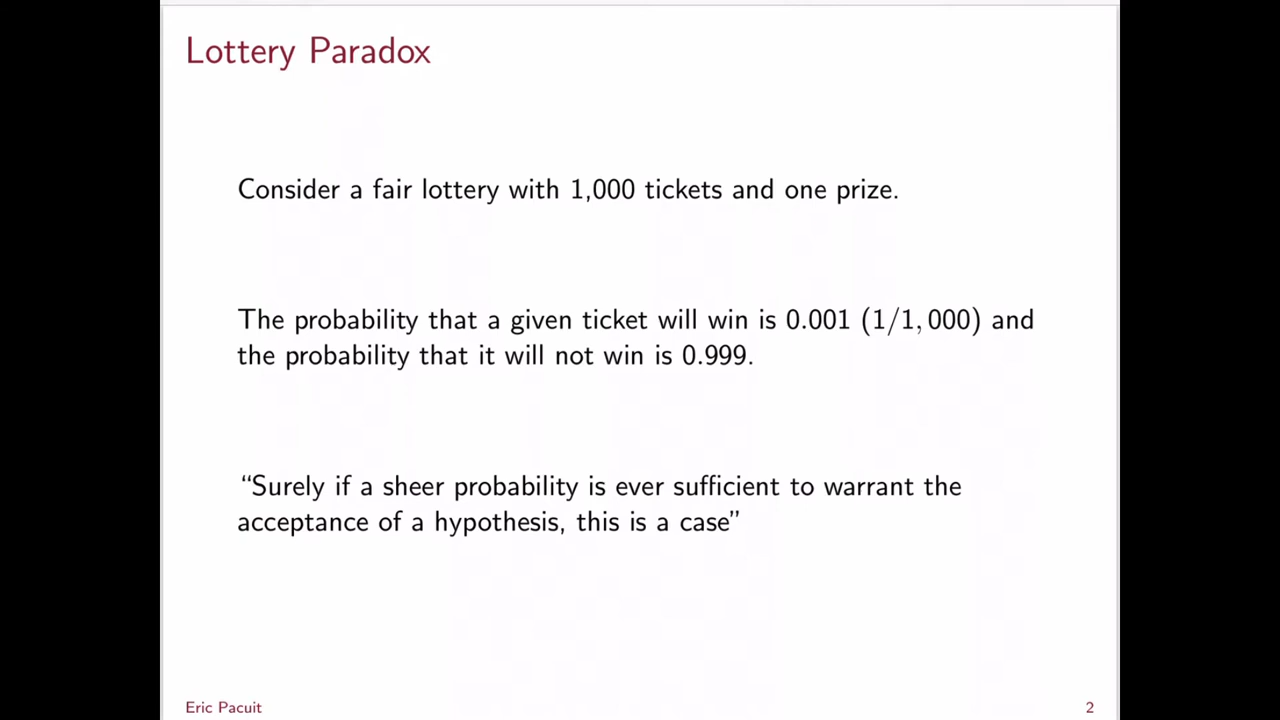 Lottery Paradox
Consider a fair lottery with 1,000 tickets and one prize.
The probability that a given ticket will win is 0.001 (1/1, 000) and
the probability that it will not win is 0.999.
“Surely if a sheer probability is ever sufficient to warrant the
acceptance of a hypothesis, this is a case”
Eric Pacuit
2